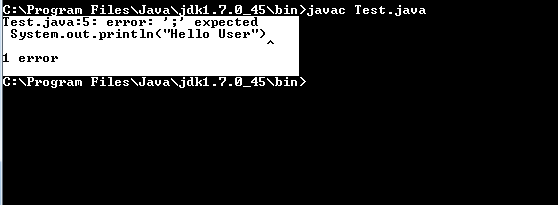 C:\Program Files\Java\jdk1.7.0_45\bin>javac Test.java
Test.java:5: error: ';' expected
 System.out.println("Hello User")
                                 ^
1 error

C:\Program Files\Java\jdk1.7.0_45\bin>